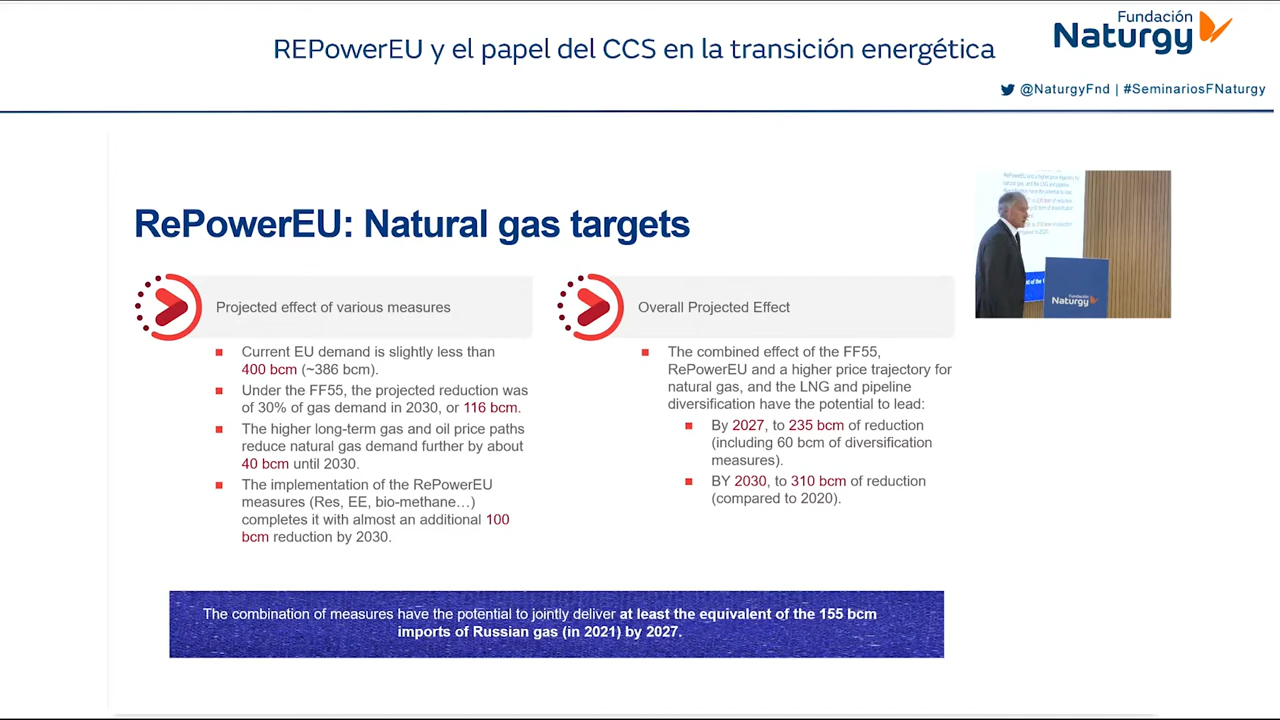 REPowerEU y el papel del CCS en la transición energética
Fundación
Naturgy
@NaturgyFnd | #SeminariosFNaturgy
RePowerEU: Natural gas targets
Projected effect of various measures
Current EU demand is slightly less than
400 bcm (~386 bcm).
Under the FF55, the projected reduction was
of 30% of gas demand in 2030, or 116 bcm.
The higher long-term gas and oil price paths
reduce natural gas demand further by about
40 bcm until 2030.
The implementation of the RePowerEU
measures (Res, EE, bio-methane…)
completes it with almost an additional 100
bcm reduction by 2030.
Overall Projected Effect
The combined effect of the FF55,
RePowerEU and a higher price trajectory for
natural gas, and the LNG and pipeline
diversification have the potential to lead:
By 2027, to 235 bcm of reduction
(including 60 bcm of diversification
measures).
BY 2030, to 310 bcm of reduction
(compared to 2020).
The combination of measures have the potential to jointly deliver at least the equivalent of the 155 bcm
imports of Russian gas (in 2021) by 2027.
Fundación
Naturgy